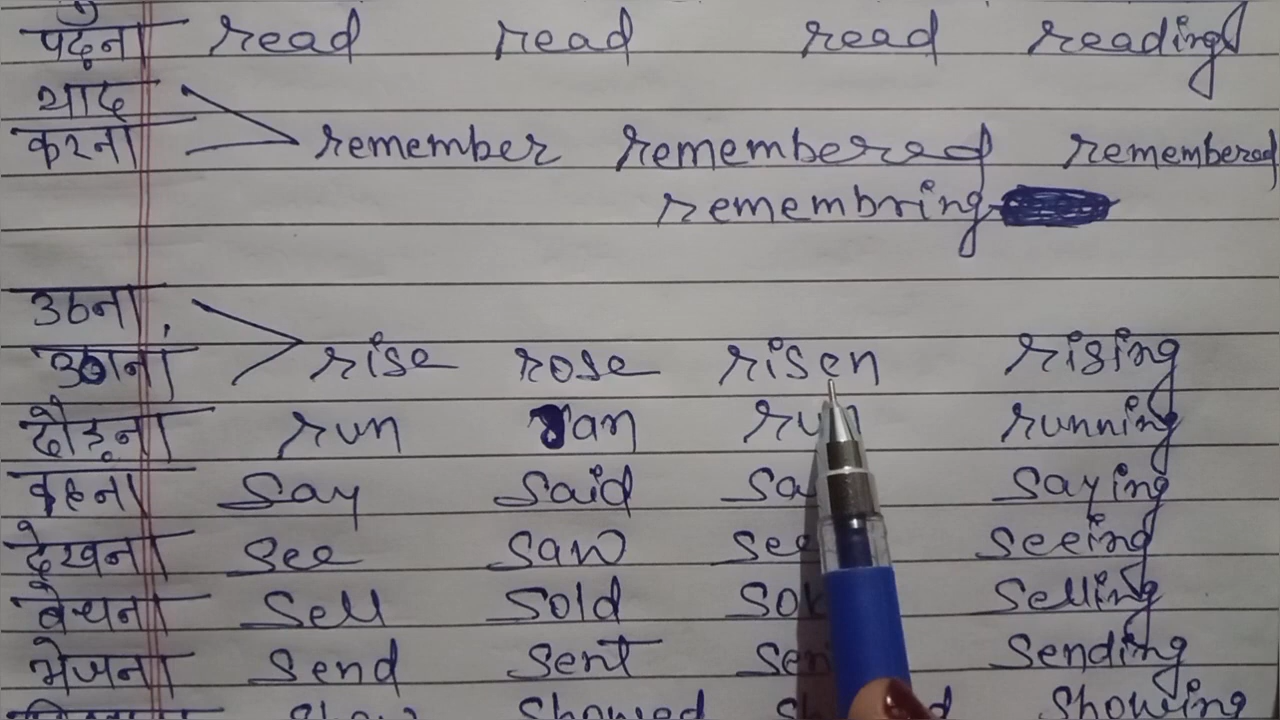 पढ़ना read read read reading
याद
करना remember remembered remembered
remembring
उठना,
उगना rise rose risen rising
दौड़ना run ran run running
कहना say said saying
देखना see saw seeing
बेचना sell sold selling
भेजना send sent sending
showed showing